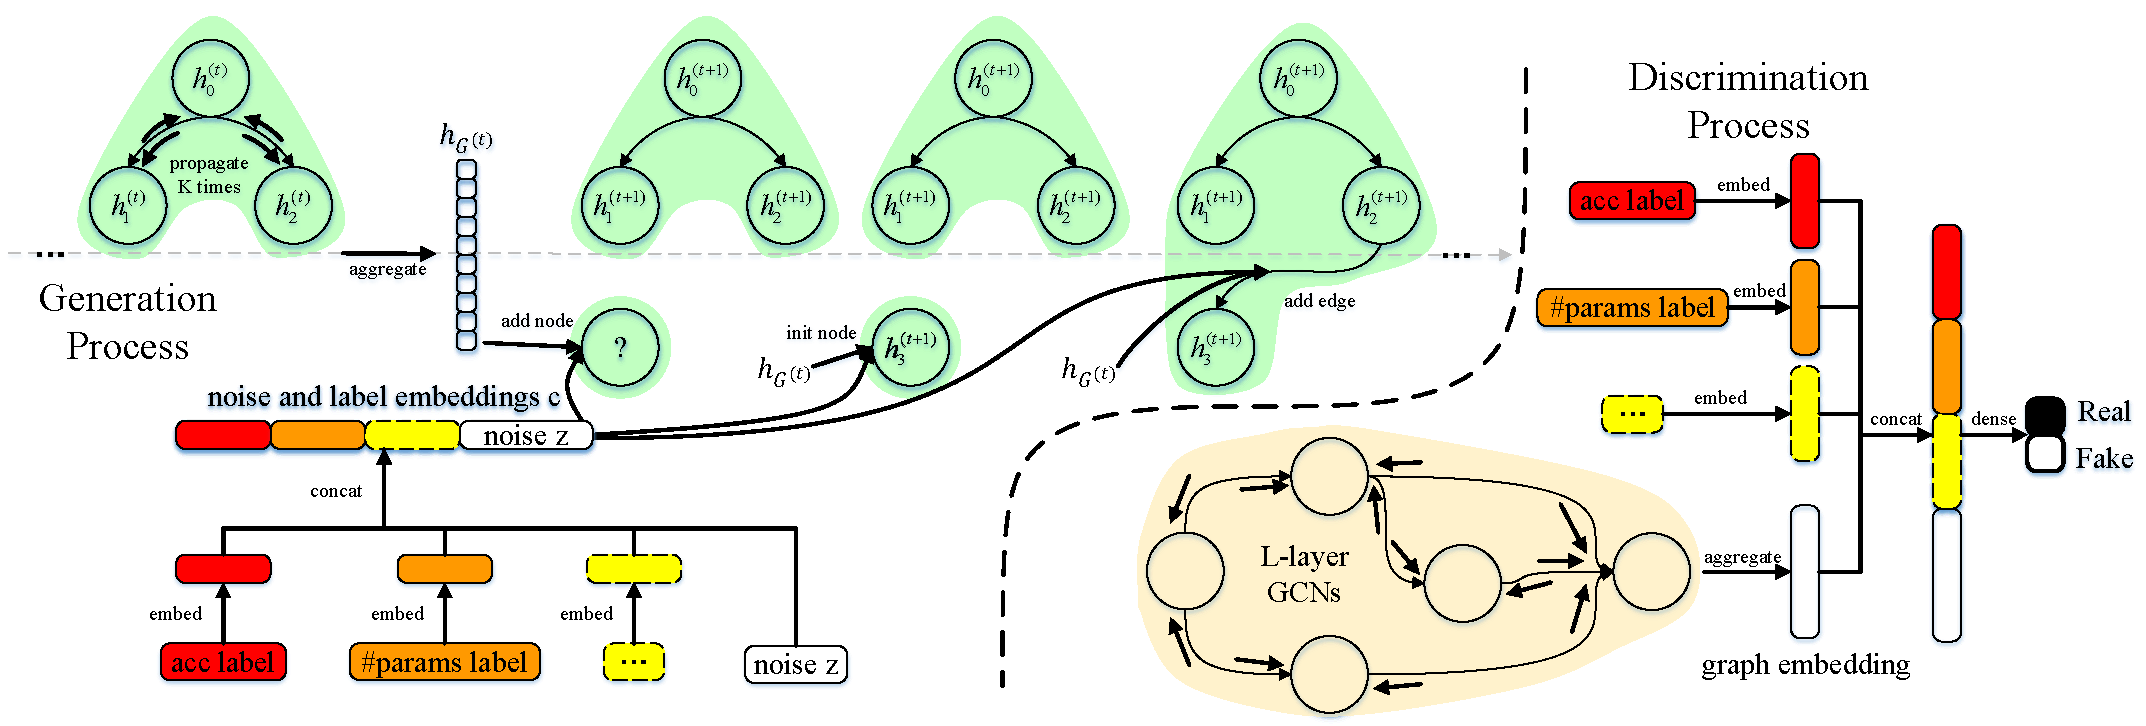 h_0^{(t)}
propagate
K times
h_1^{(t)}
h_2^{(t)}
...
aggregate
h_{G^{(t)}}
Generation
Process
h_0^{(t+1)}
h_1^{(t+1)}
h_2^{(t+1)}
h_0^{(t+1)}
h_1^{(t+1)}
h_2^{(t+1)}
h_0^{(t+1)}
h_1^{(t+1)}
h_2^{(t+1)}
...
add node
?
init node
h_{G^{(t)}}
h_3^{(t+1)}
add edge
h_{G^{(t)}}
h_3^{(t+1)}
noise and label embeddings c
noise z
concat
embed
embed
embed
acc label
#params label
...
noise z
Discrimination
Process
acc label
embed
#params label
embed
...
embed
concat
dense
Real
Fake
L-layer
GCNs
aggregate
graph embedding